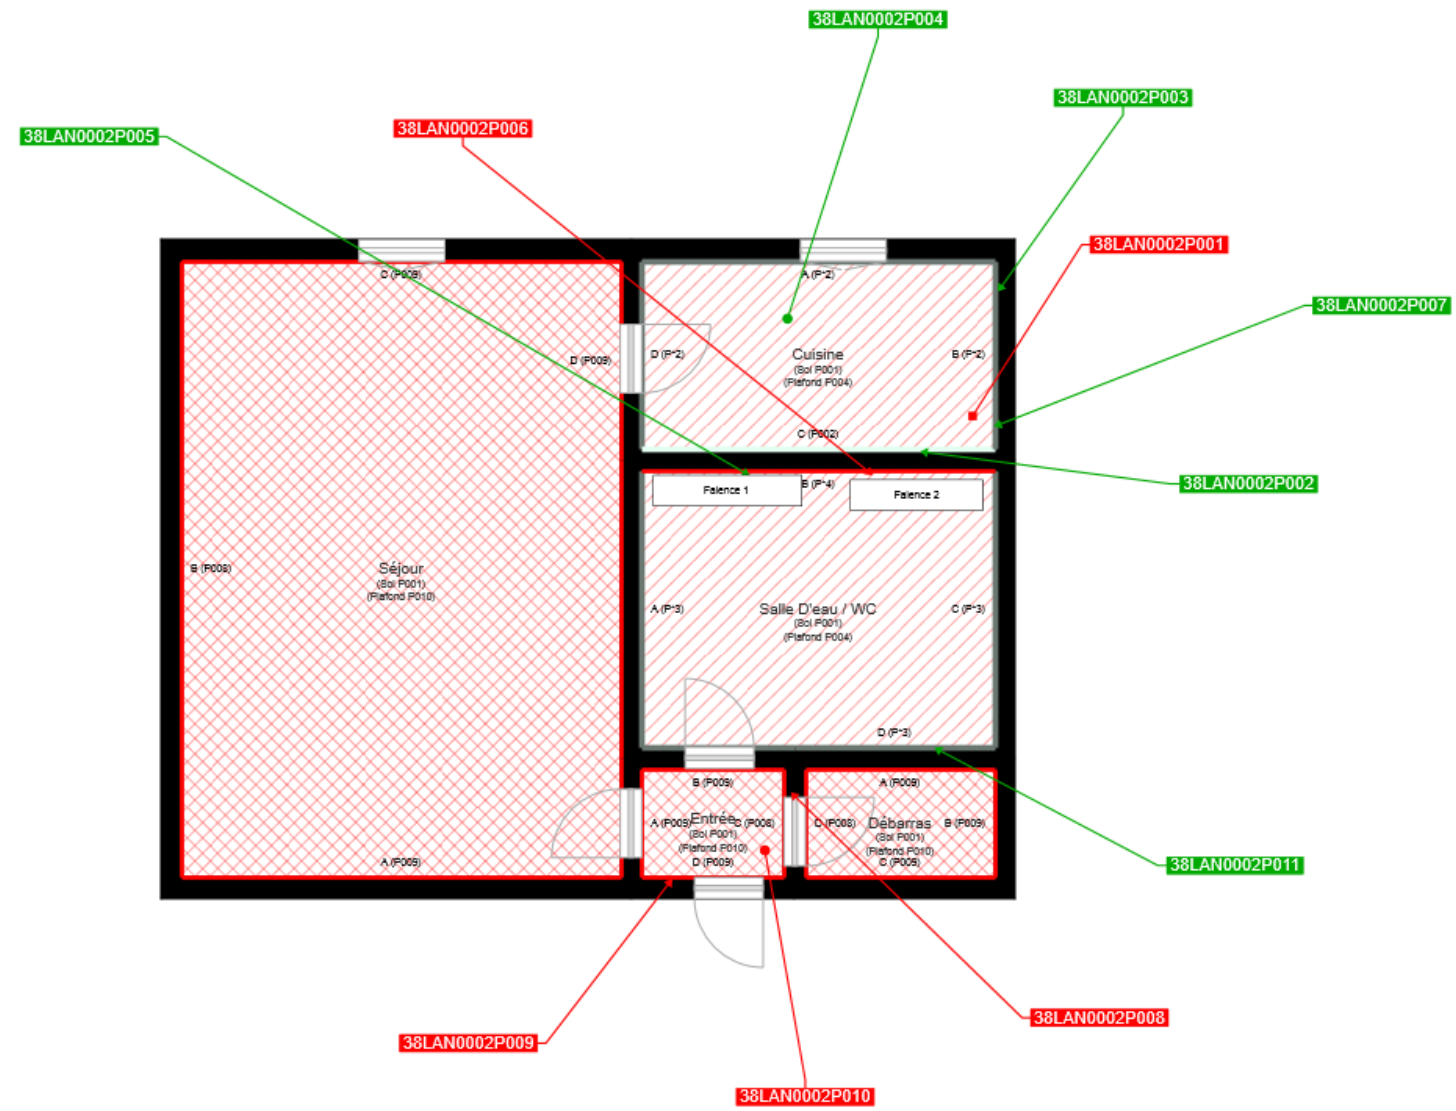 38LAN0002P004
38LAN0002P003
38LAN0002P005
38LAN0002P006
38LAN0002P001
38LAN0002P007
C (P009)
A (P*2)
D (P009)
D (P*2)
Cuisine
(Sol P001)
(Plafond P004)
B (P*2)
C (P002)
38LAN0002P002
Faience 1
B (P*4)
Faience 2
B (P008)
Séjour
(Sol P001)
(Plafond P010)
A (P*3)
Salle D'eau / WC
(Sol P001)
(Plafond P004)
C (P*3)
D (P*3)
B (P009)
A (P009)
A (P009)
Entrée
(Sol P001)
(Plafond P010)
C (P008)
D (P009)
D (P008)
Débarras
(Sol P001)
(Plafond P010)
B (P009)
C (P009)
A (P009)
38LAN0002P011
38LAN0002P008
38LAN0002P009
38LAN0002P010